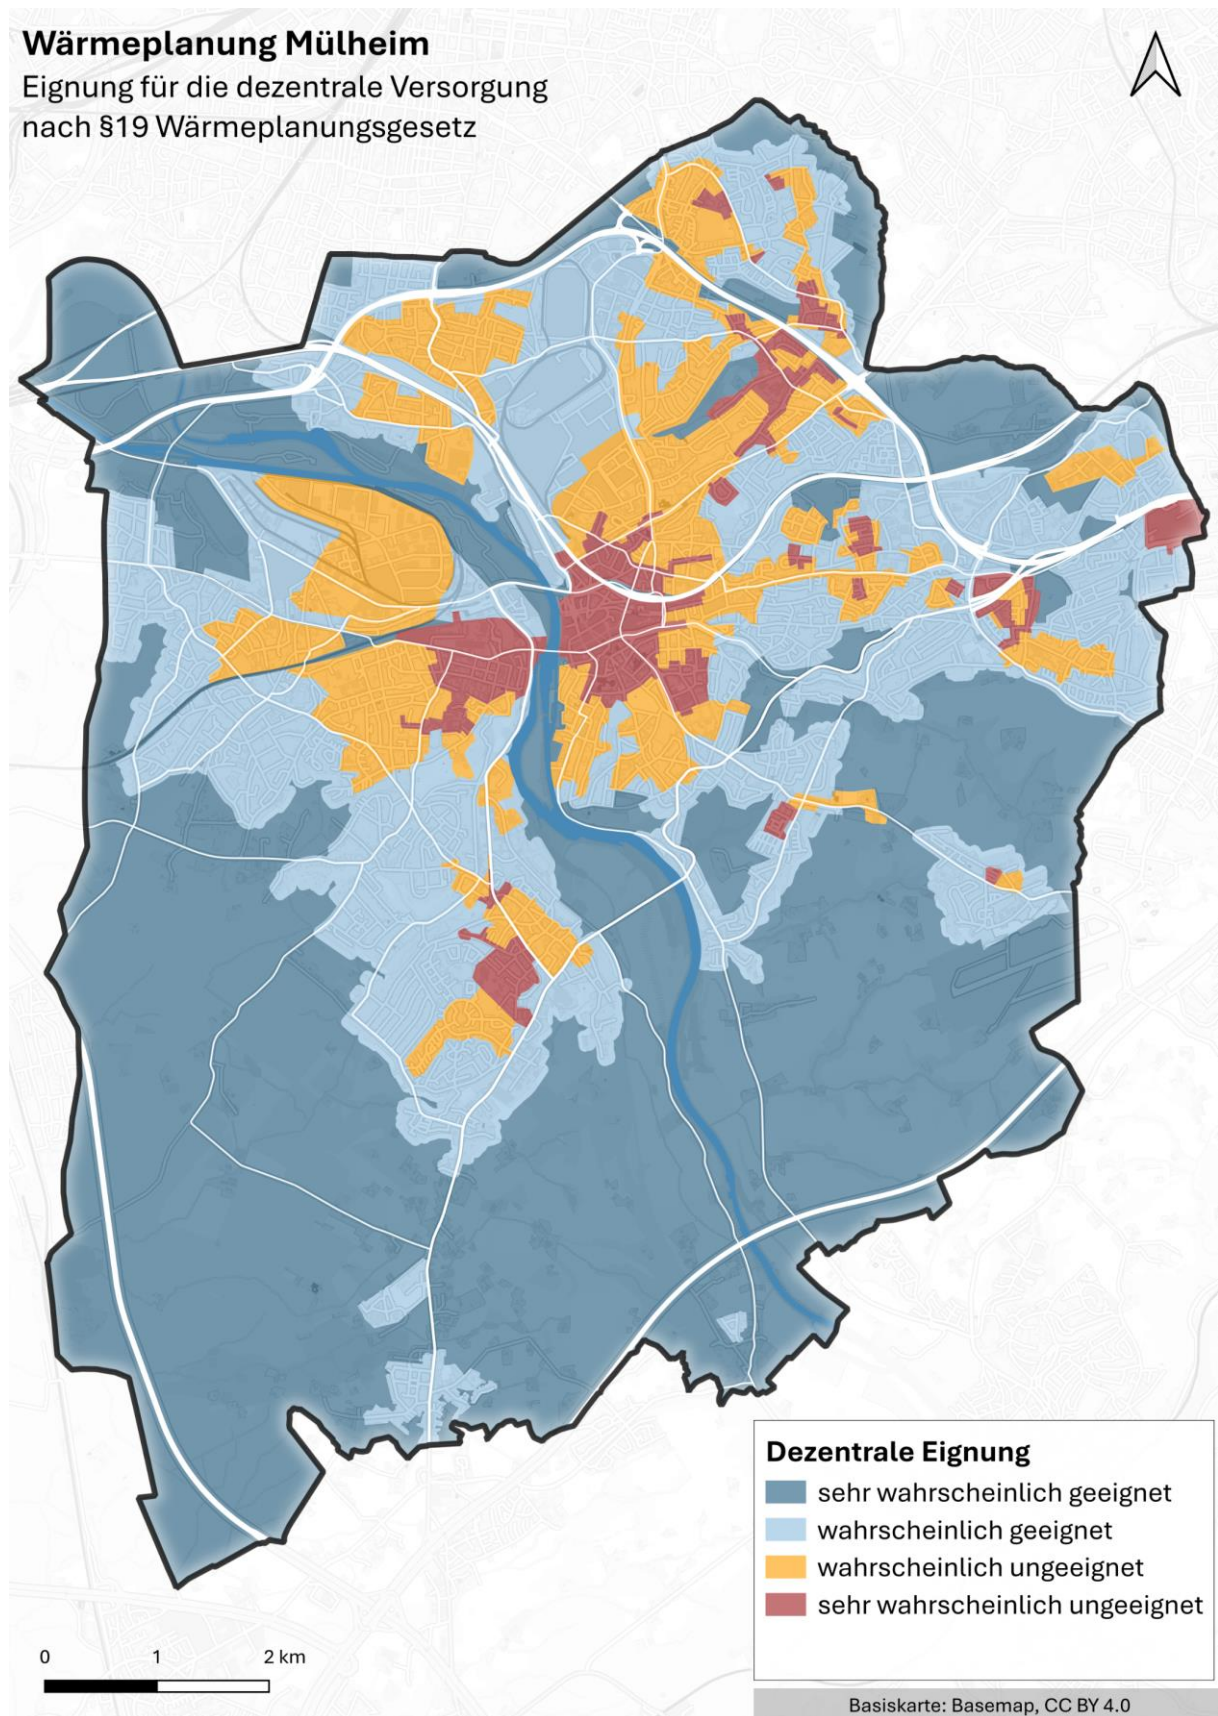 Wärmeplanung Mülheim
Eignung für die dezentrale Versorgung
nach §19 Wärmeplanungsgesetz
Dezentrale Eignung
sehr wahrscheinlich geeignet
wahrscheinlich geeignet
wahrscheinlich ungeeignet
sehr wahrscheinlich ungeeignet
0 1 2 km
Basiskarte: Basemap, CC BY 4.0